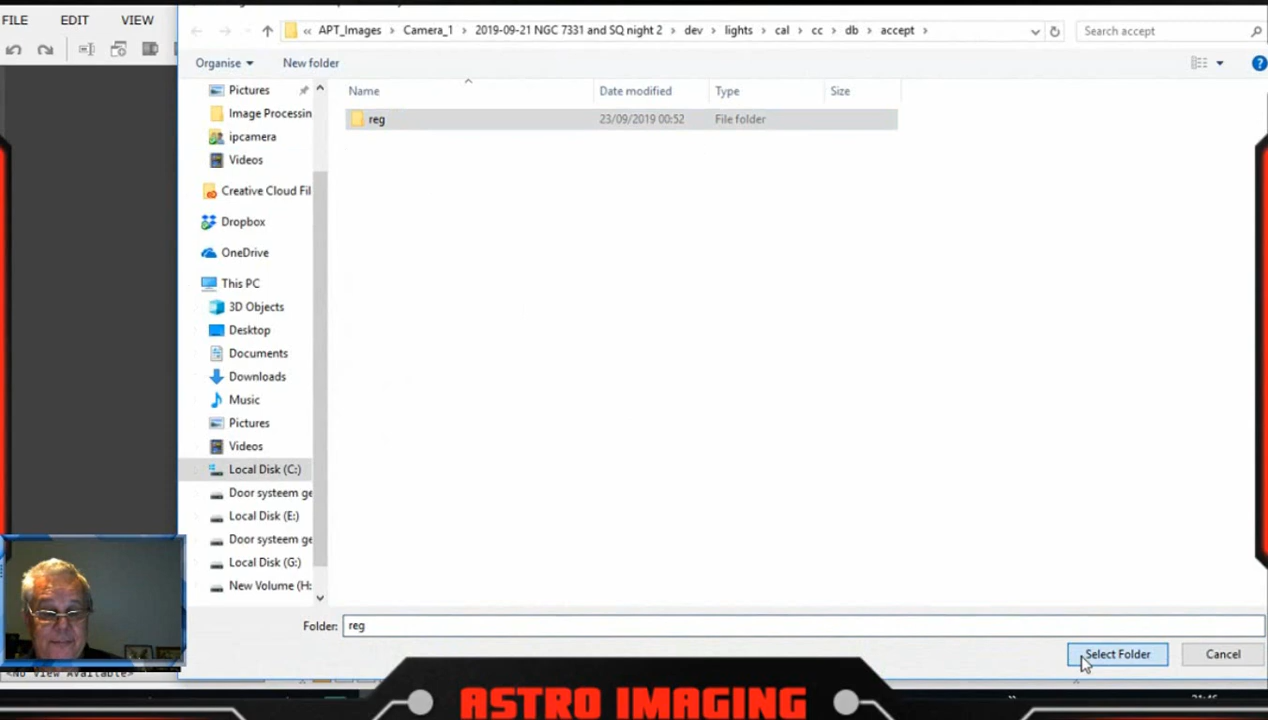 FILE EDIT VIEW
« APT_Images › Camera_1 › 2019-09-21 NGC 7331 and SQ night 2 › dev › lights › cal › cc › db › accept ›
Search accept
Organise New folder
Name Date modified Type Size
reg 23/09/2019 00:52 File folder
Pictures
Image Processin
ipcamera
Videos
Creative Cloud Fil
Dropbox
OneDrive
This PC
3D Objects
Desktop
Documents
Downloads
Music
Pictures
Videos
Local Disk (C:)
Door systeem ge
Local Disk (E:)
Door systeem ge
Local Disk (G:)
New Volume (H:
Folder: reg
Select Folder Cancel
<No View Available>
ASTRO IMAGING